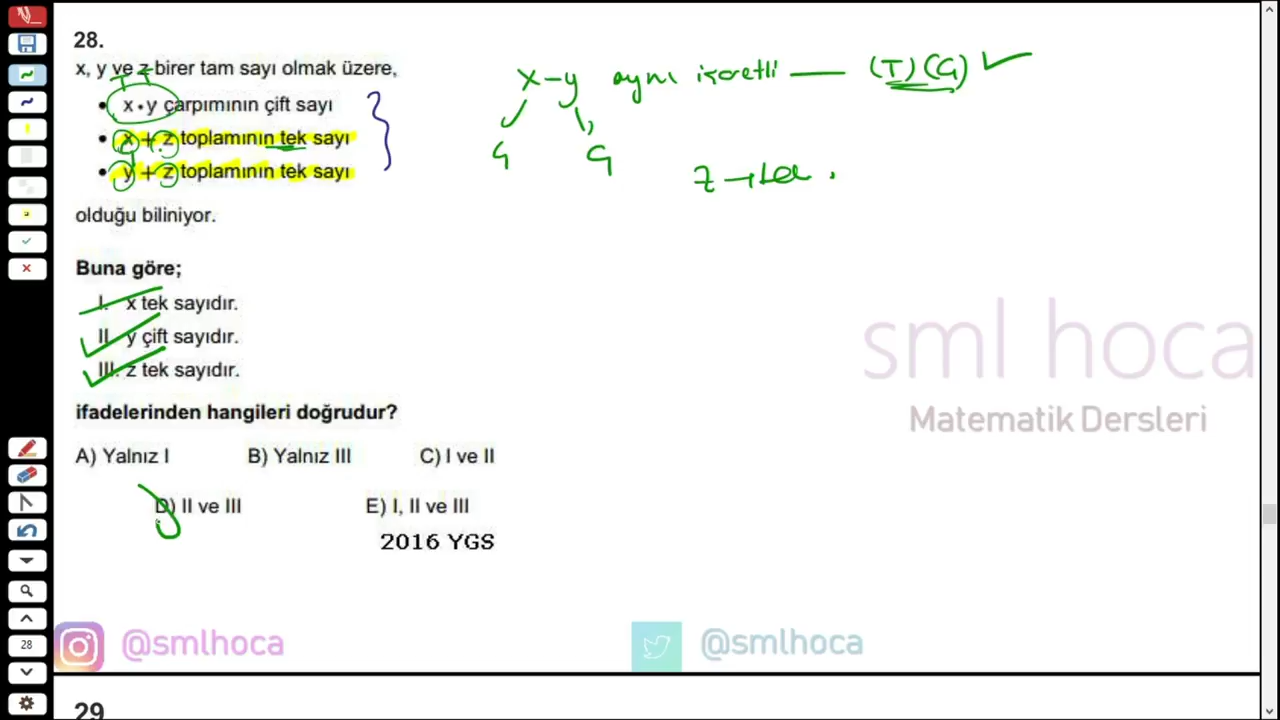 28.
x, y ve z birer tam sayı olmak üzere,
• x • y çarpımının çift sayı
• x + z toplamının tek sayı
• y + z toplamının tek sayı
olduğu biliniyor.
Buna göre;
I. x tek sayıdır.
II. y çift sayıdır.
III. z tek sayıdır.
ifadelerinden hangileri doğrudur?
A) Yalnız I B) Yalnız III C) I ve II
D) II ve III E) I, II ve III
2016 YGS
T T
x - y aynı işaretli — (T) (Ç) ✓
Ç Ç
z → tek .
sml hoca
Matematik Dersleri
@smlhoca @smlhoca
28
29